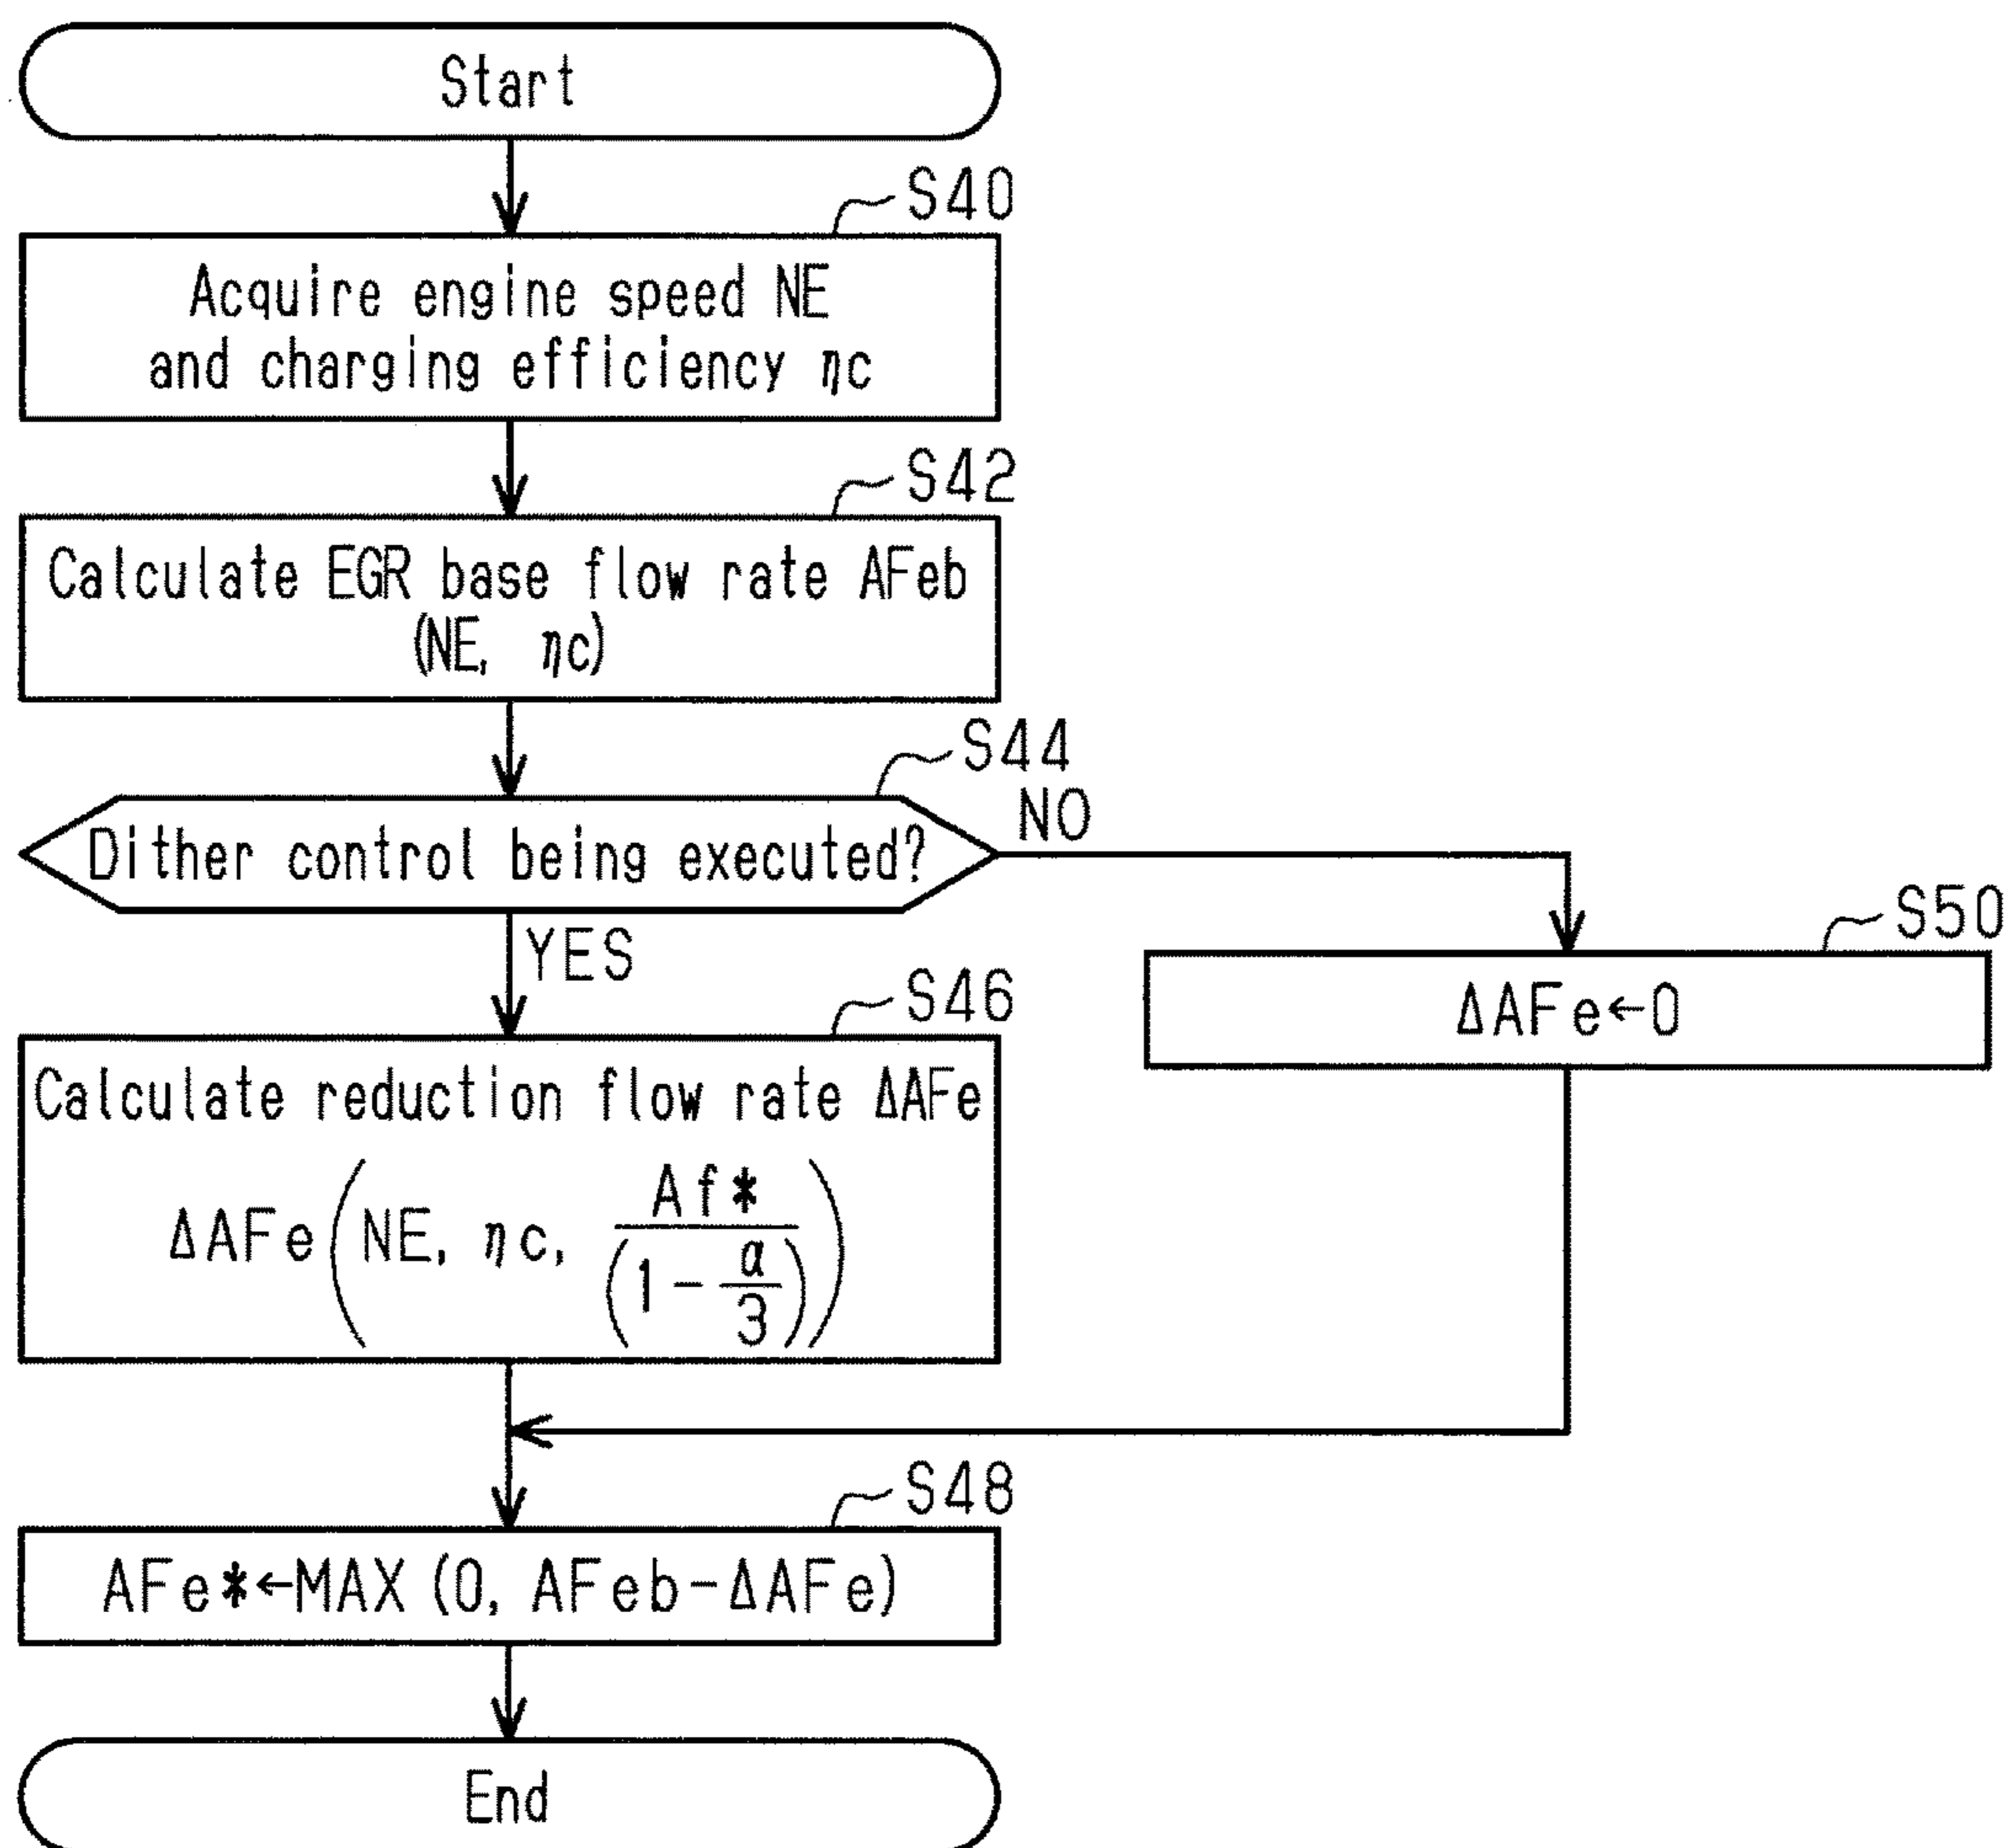 Start
S40
Acquire engine speed NE
and charging efficiency ηc
S42
Calculate EGR base flow rate AFeb
(NE, ηc)
S44
Dither control being executed?
NO
YES
S50
ΔAFe←0
S46
Calculate reduction flow rate ΔAFe
ΔAFe(NE, ηc, Af*/(1-α/3))
S48
AFe*←MAX (0, AFeb-ΔAFe)
End